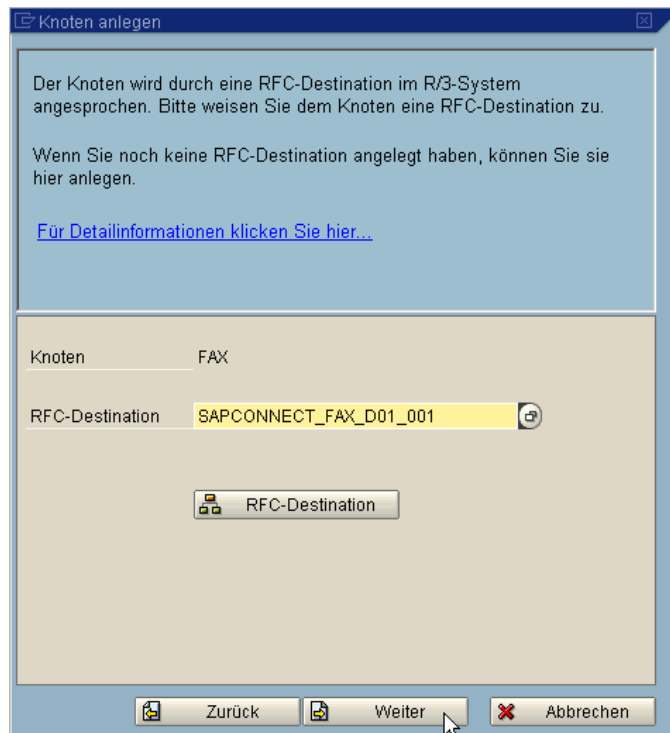 Knoten anlegen
Der Knoten wird durch eine RFC-Destination im R/3-System
angesprochen. Bitte weisen Sie dem Knoten eine RFC-Destination zu.
Wenn Sie noch keine RFC-Destination angelegt haben, können Sie sie
hier anlegen.
Für Detailinformationen klicken Sie hier...
Knoten FAX
RFC-Destination SAPCONNECT_FAX_D01_001
RFC-Destination
Zurück Weiter Abbrechen